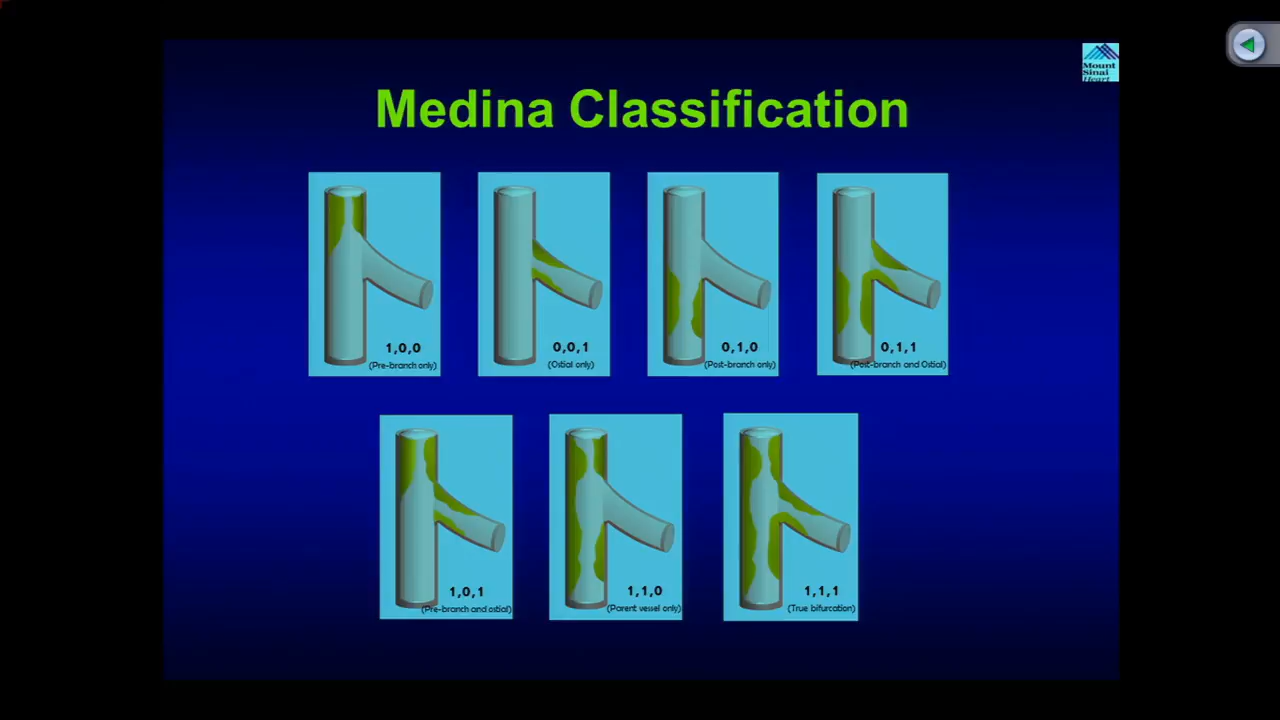 Mount
Sinai
Heart
Medina Classification
1,0,0
(Pre-branch only)
0,0,1
(Ostial only)
0,1,0
(Post-branch only)
0,1,1
(Post-branch and Ostial)
1,0,1
(Pre-branch and ostial)
1,1,0
(Parent vessel only)
1,1,1
(True bifurcation)